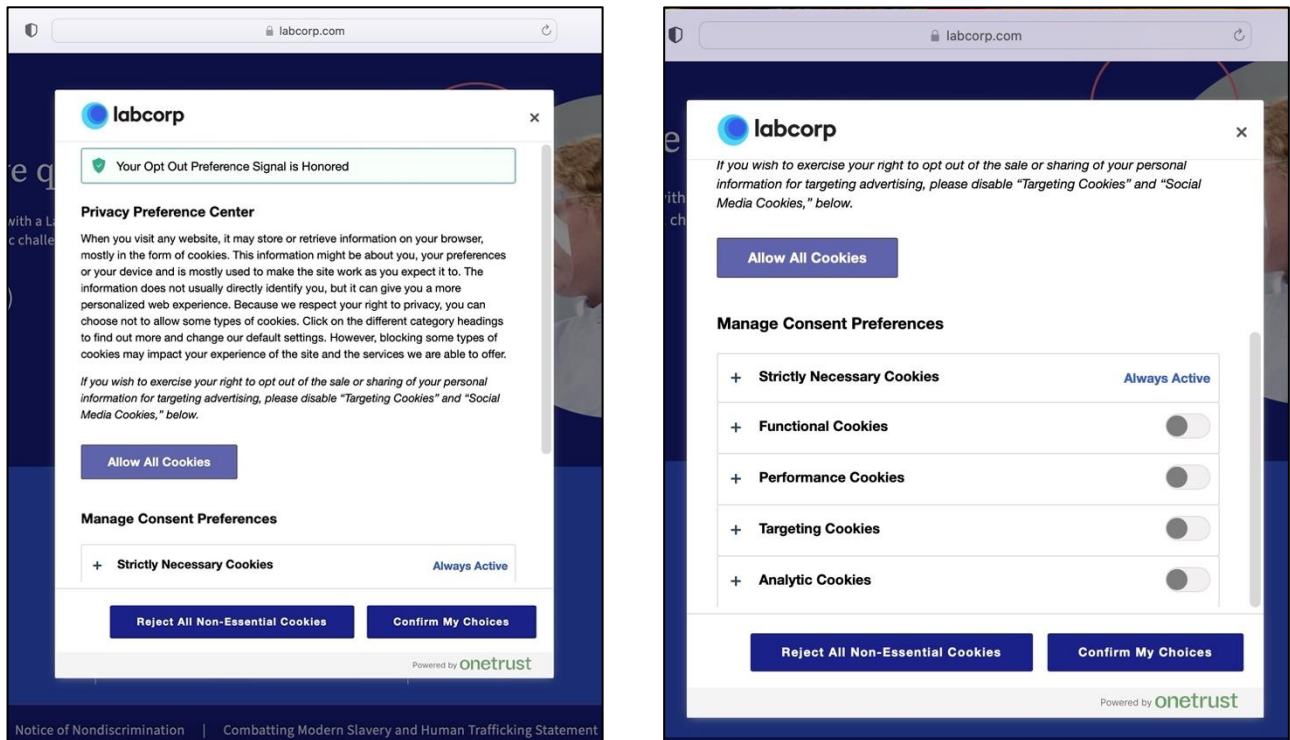 labcorp.com
labcorp
×
Your Opt Out Preference Signal is Honored
e q
Privacy Preference Center
with a La
c challe
When you visit any website, it may store or retrieve information on your browser,
mostly in the form of cookies. This information might be about you, your preferences
or your device and is mostly used to make the site work as you expect it to. The
information does not usually directly identify you, but it can give you a more
personalized web experience. Because we respect your right to privacy, you can
choose not to allow some types of cookies. Click on the different category headings
to find out more and change our default settings. However, blocking some types of
cookies may impact your experience of the site and the services we are able to offer.
If you wish to exercise your right to opt out of the sale or sharing of your personal
information for targeting advertising, please disable “Targeting Cookies” and “Social
Media Cookies,” below.
Allow All Cookies
Manage Consent Preferences
+ Strictly Necessary Cookies Always Active
Reject All Non-Essential Cookies Confirm My Choices
Powered by onetrust
Notice of Nondiscrimination | Combatting Modern Slavery and Human Trafficking Statement
labcorp.com
labcorp
×
e
If you wish to exercise your right to opt out of the sale or sharing of your personal
information for targeting advertising, please disable “Targeting Cookies” and “Social
Media Cookies,” below.
ith
ch
Allow All Cookies
Manage Consent Preferences
+ Strictly Necessary Cookies Always Active
+ Functional Cookies
+ Performance Cookies
+ Targeting Cookies
+ Analytic Cookies
Reject All Non-Essential Cookies Confirm My Choices
Powered by onetrust